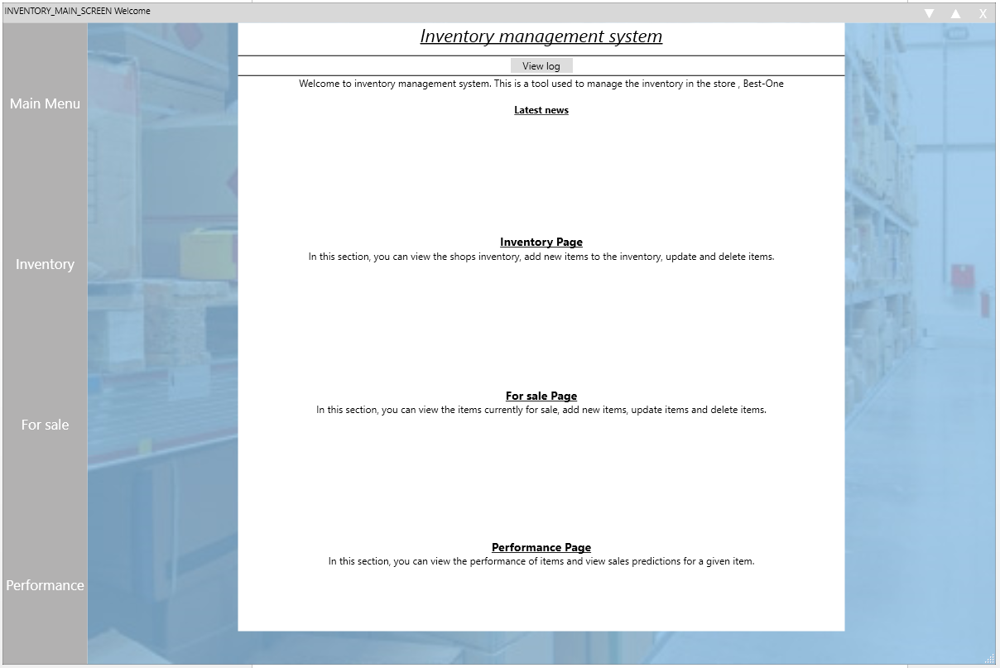 INVENTORY_MAIN_SCREEN Welcome
▼ ▲ X
Inventory management system
View log
Welcome to inventory management system. This is a tool used to manage the inventory in the store , Best-One
Latest news
Main Menu
Inventory Page
In this section, you can view the shops inventory, add new items to the inventory, update and delete items.
Inventory
For sale Page
In this section, you can view the items currently for sale, add new items, update items and delete items.
For sale
Performance Page
In this section, you can view the performance of items and view sales predictions for a given item.
Performance